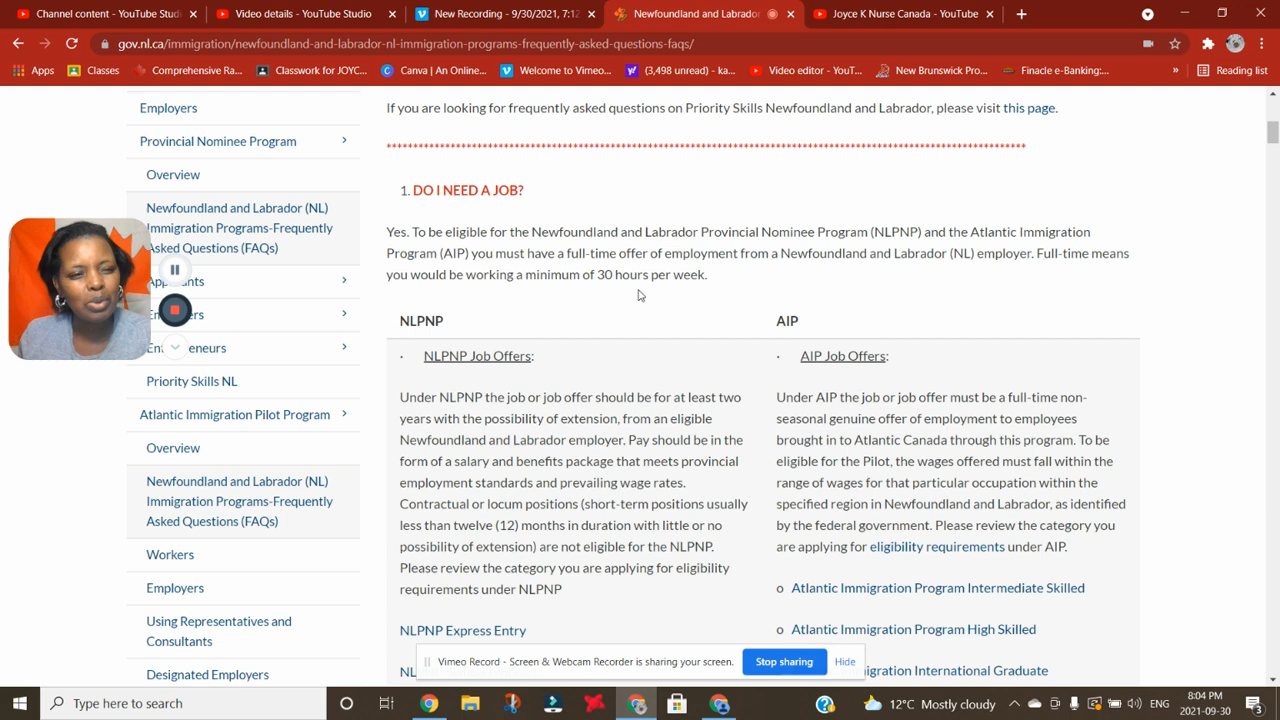 Channel content - YouTube Studi
Video details - YouTube Studio
New Recording - 9/30/2021, 7:12
Newfoundland and Labrado
Joyce K Nurse Canada - YouTube
gov.nl.ca/immigration/newfoundland-and-labrador-nl-immigration-programs-frequently-asked-questions-faqs/
Apps
Classes
Comprehensive Ra...
Classwork for JOYC...
Canva | An Online...
Welcome to Vimeo...
(3,498 unread) - ka...
Video editor - YouT...
New Brunswick Pro...
Finacle e-Banking:...
»
Reading list
Employers
Provincial Nominee Program
Overview
Newfoundland and Labrador (NL)
Immigration Programs-Frequently
Asked Questions (FAQs)
Priority Skills NL
Atlantic Immigration Pilot Program
Overview
Newfoundland and Labrador (NL)
Immigration Programs-Frequently
Asked Questions (FAQs)
Workers
Employers
Using Representatives and
Consultants
Designated Employers
If you are looking for frequently asked questions on Priority Skills Newfoundland and Labrador, please visit this page.
1. DO I NEED A JOB?
Yes. To be eligible for the Newfoundland and Labrador Provincial Nominee Program (NLPNP) and the Atlantic Immigration
Program (AIP) you must have a full-time offer of employment from a Newfoundland and Labrador (NL) employer. Full-time means
you would be working a minimum of 30 hours per week.
NLPNP
· NLPNP Job Offers:
Under NLPNP the job or job offer should be for at least two
years with the possibility of extension, from an eligible
Newfoundland and Labrador employer. Pay should be in the
form of a salary and benefits package that meets provincial
employment standards and prevailing wage rates.
Contractual or locum positions (short-term positions usually
less than twelve (12) months in duration with little or no
possibility of extension) are not eligible for the NLPNP.
Please review the category you are applying for eligibility
requirements under NLPNP
NLPNP Express Entry
AIP
· AIP Job Offers:
Under AIP the job or job offer must be a full-time non-
seasonal genuine offer of employment to employees
brought in to Atlantic Canada through this program. To be
eligible for the Pilot, the wages offered must fall within the
range of wages for that particular occupation within the
specified region in Newfoundland and Labrador, as identified
by the federal government. Please review the category you
are applying for eligibility requirements under AIP.
o Atlantic Immigration Program Intermediate Skilled
o Atlantic Immigration Program High Skilled
Immigration International Graduate
Vimeo Record - Screen & Webcam Recorder is sharing your screen.
Stop sharing
Hide
Type here to search
12°C Mostly cloudy
ENG
8:04 PM
2021-09-30
3